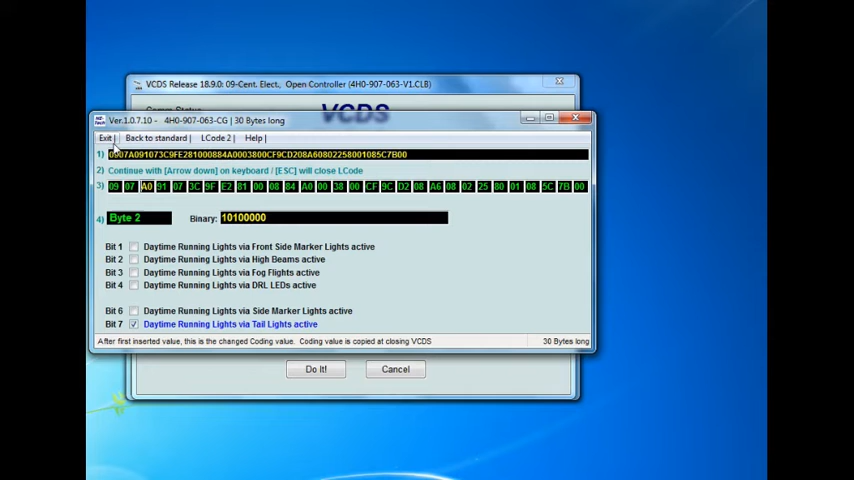 VCDS Release 18.9.0: 09-Cent. Elect., Open Controller (4H0-907-063-V1.CLB)
VCDS
Ver.1.0.7.10 - 4H0-907-063-CG | 30 Bytes long
Exit | Back to standard | LCode 2 | Help |
1) 0907A091073C9FE281000884A0003800CF9CD208A60802258001085C7B00
2) Continue with [Arrow down] on keyboard / [ESC] will close LCode
3) 09 07 A0 91 07 3C 9F E2 81 00 08 84 A0 00 38 00 CF 9C D2 08 A6 08 02 25 80 01 08 5C 7B 00
4) Byte 2 Binary: 10100000
Bit 1 Daytime Running Lights via Front Side Marker Lights active
Bit 2 Daytime Running Lights via High Beams active
Bit 3 Daytime Running Lights via Fog Flights active
Bit 4 Daytime Running Lights via DRL LEDs active
Bit 6 Daytime Running Lights via Side Marker Lights active
Bit 7 Daytime Running Lights via Tail Lights active
After first inserted value, this is the changed Coding value. Coding value is copied at closing VCDS 30 Bytes long
Do It! Cancel